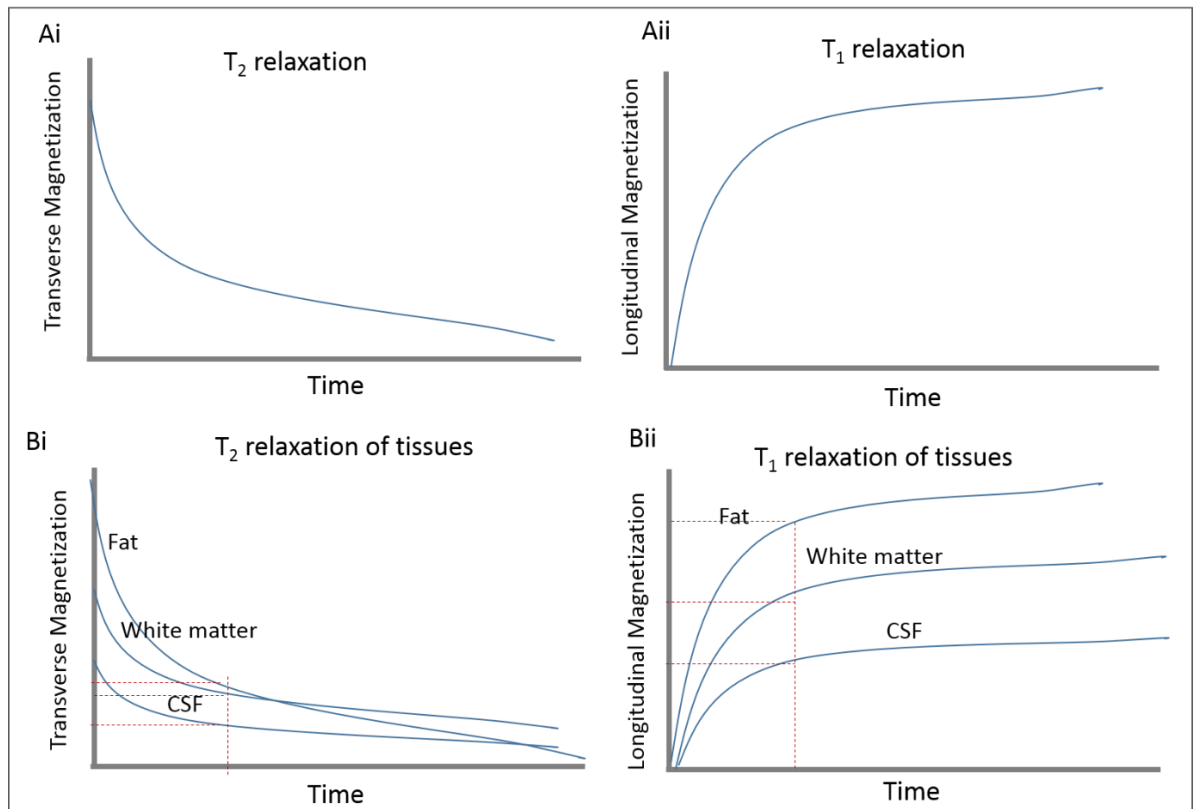 Ai
T₂ relaxation
Transverse Magnetization
Time
Aii
T₁ relaxation
Longitudinal Magnetization
Time
Bi
T₂ relaxation of tissues
Transverse Magnetization
Fat
White matter
CSF
Time
Bii
T₁ relaxation of tissues
Longitudinal Magnetization
Fat
White matter
CSF
Time